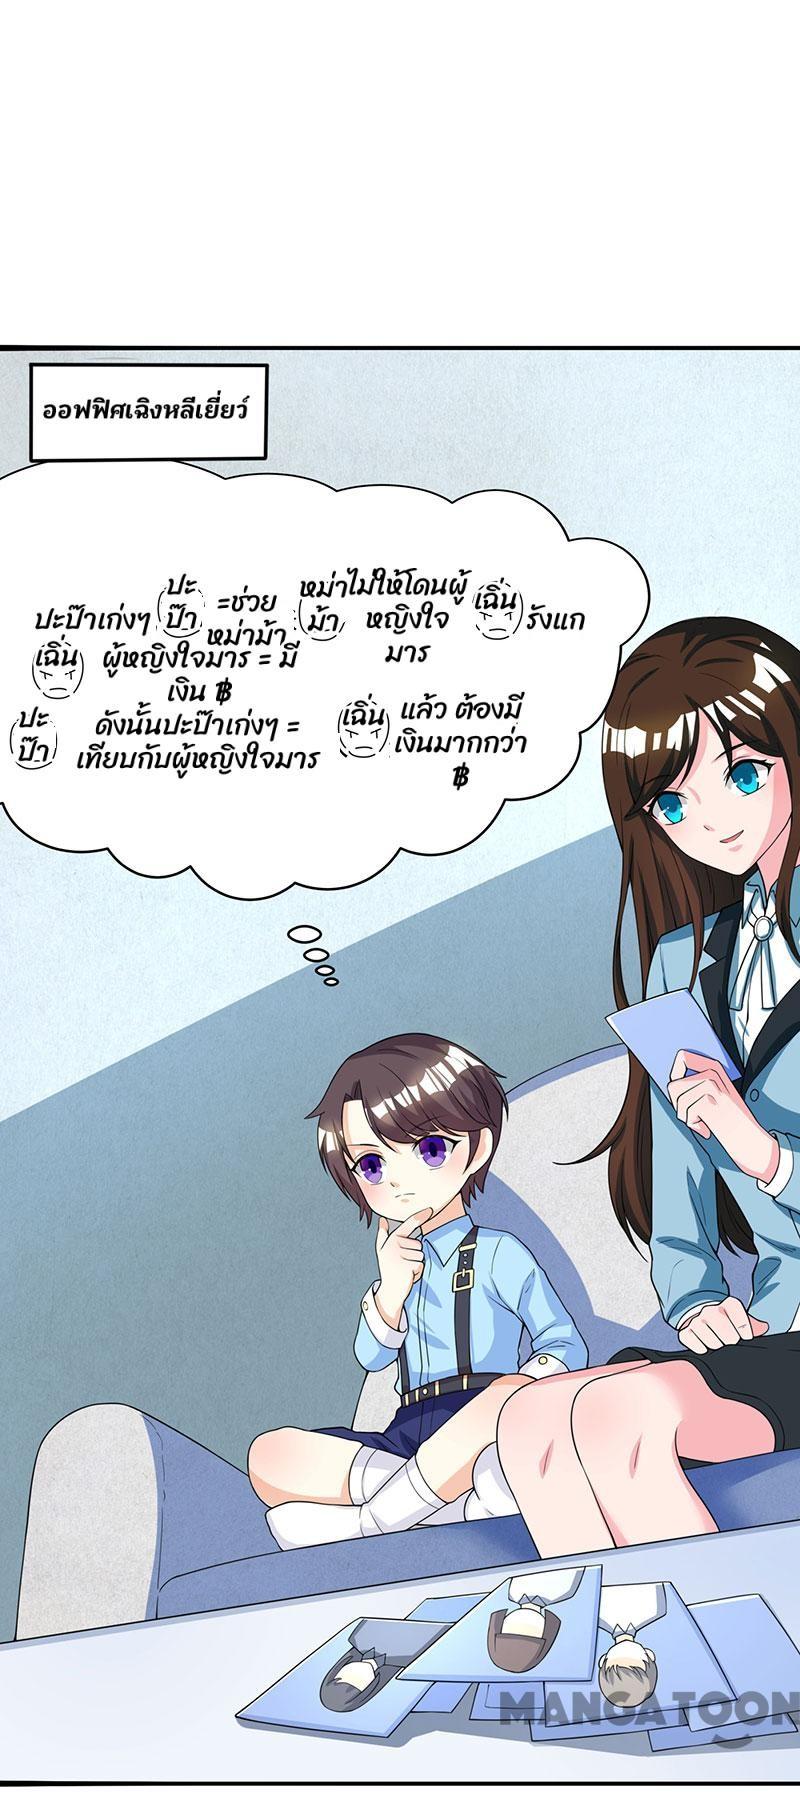 ออฟฟิศเฉิงหลีเยี่ยว์
ปะป๊าเก่งๆ ปะป๊า =ช่วยหม่าม้า หม่าม้า ไม่ให้โดนผู้หญิงใจมาร เฉิ่น รังแก
เฉิ่น ผู้หญิงใจมาร = มีเงิน ฿
ปะป๊า ดังนั้นปะป๊าเก่งๆ = เทียบกับผู้หญิงใจมาร เฉิ่น แล้ว ต้องมีเงินมากกว่า ฿
MANGATOON